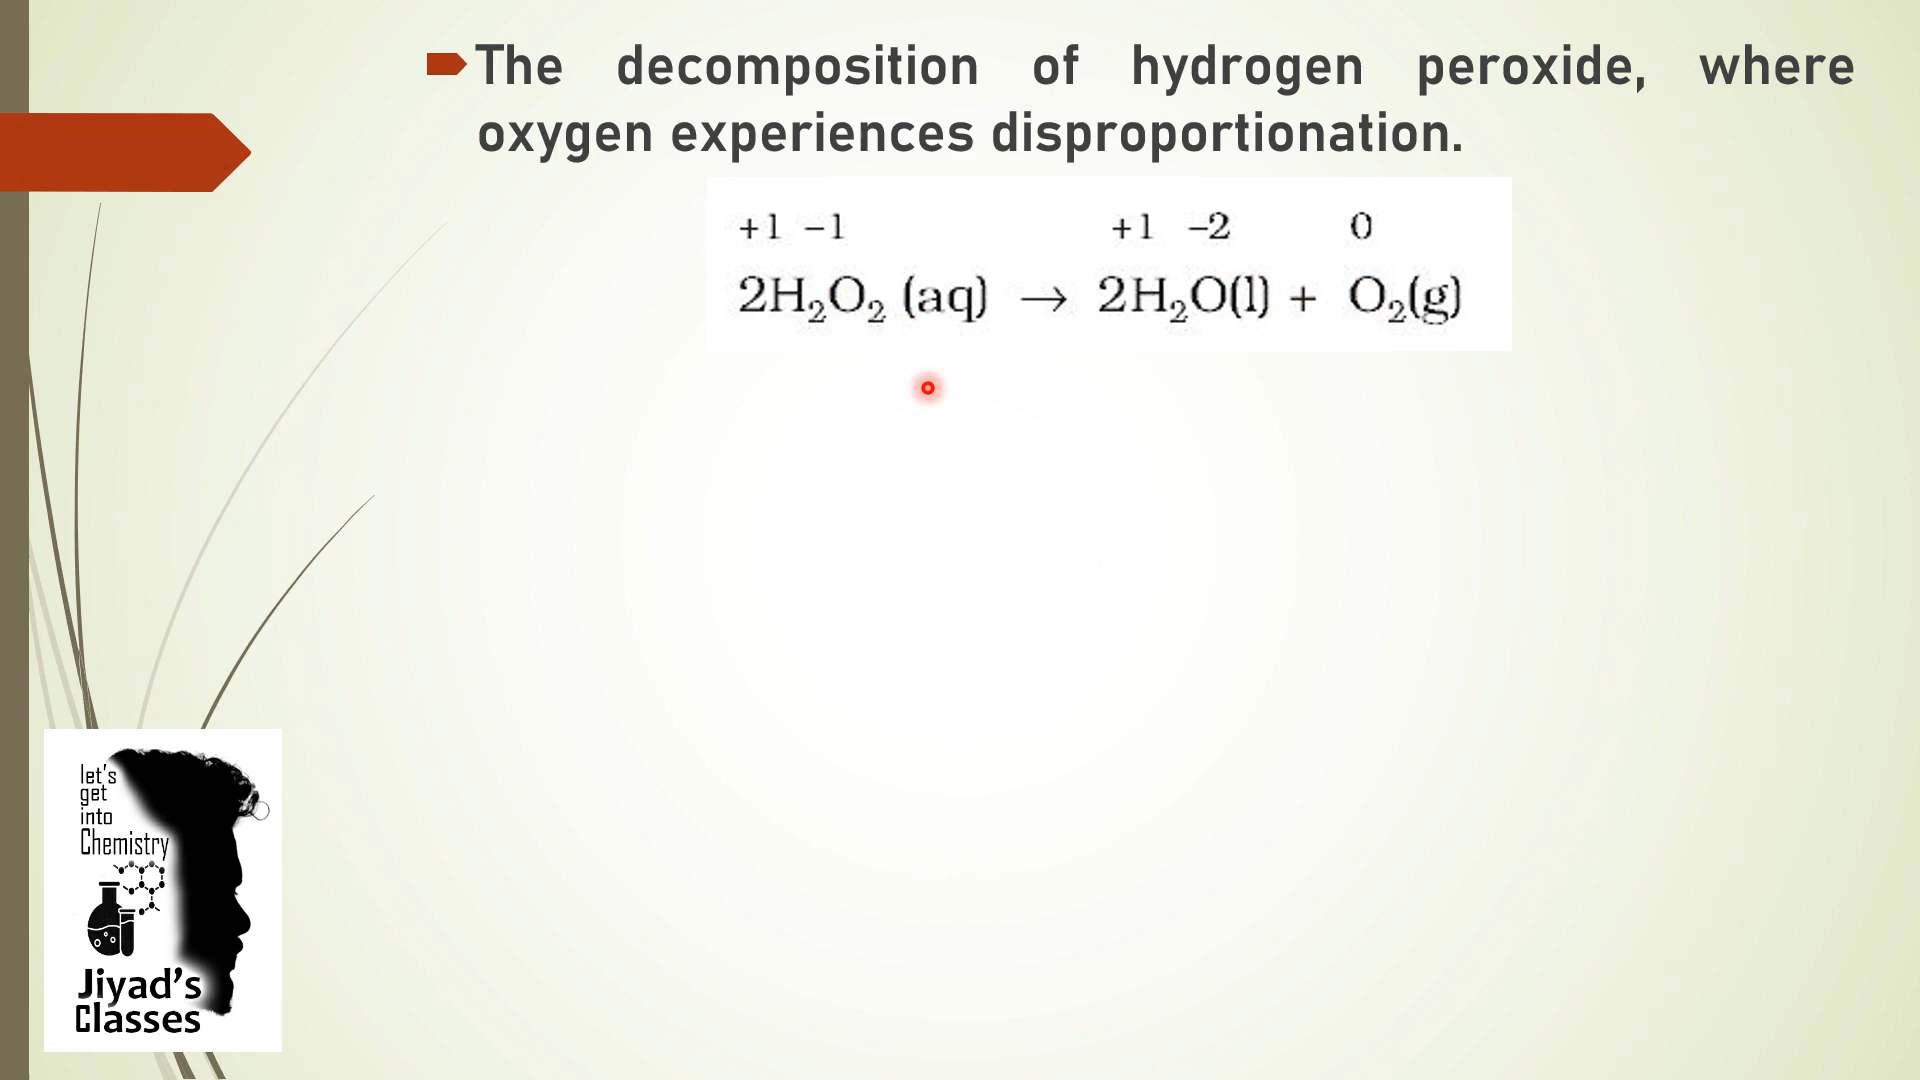 The decomposition of hydrogen peroxide, where
oxygen experiences disproportionation.
+1 –1 +1 –2 0
2H₂O₂ (aq) → 2H₂O(l) + O₂(g)
let's
get
into
Chemistry
Jiyad's
Classes